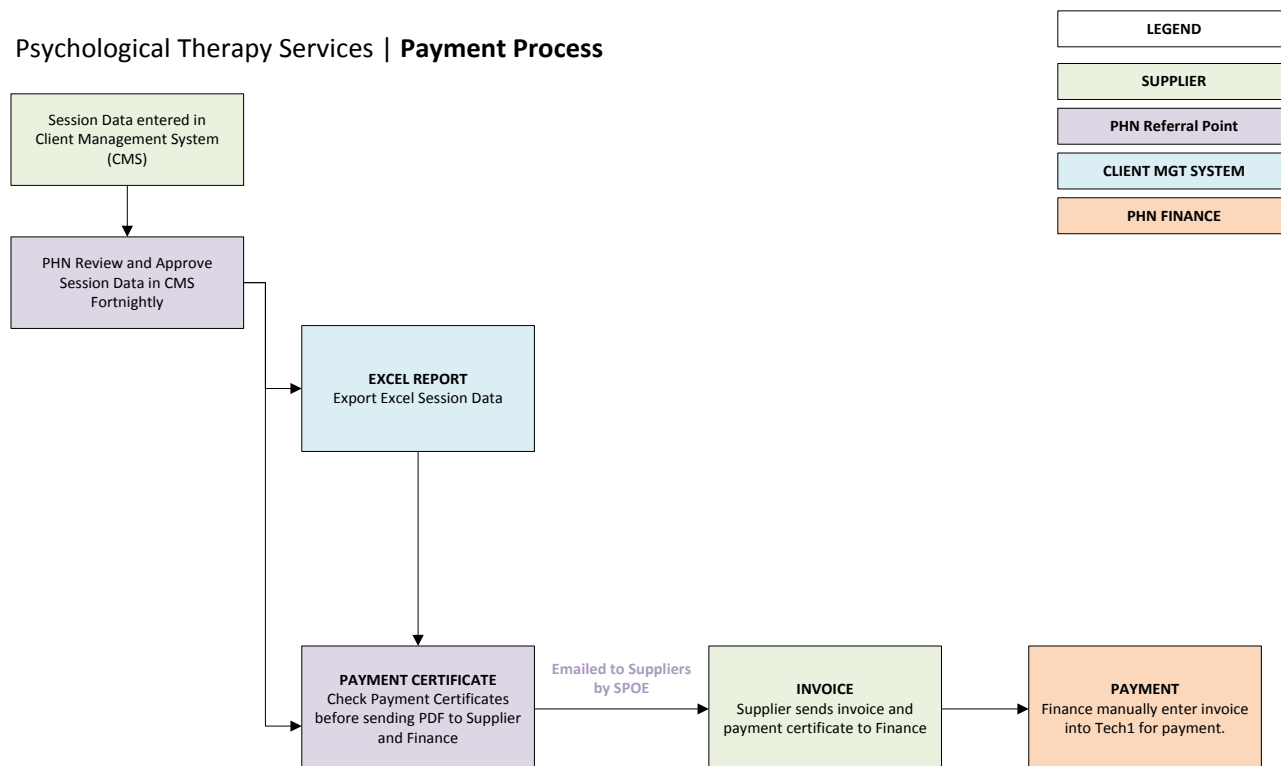 Psychological Therapy Services | Payment Process
LEGEND
SUPPLIER
PHN Referral Point
CLIENT MGT SYSTEM
PHN FINANCE
Session Data entered in
Client Management System
(CMS)
PHN Review and Approve
Session Data in CMS
Fortnightly
EXCEL REPORT
Export Excel Session Data
PAYMENT CERTIFICATE
Check Payment Certificates
before sending PDF to Supplier
and Finance
Emailed to Suppliers
by SPOE
INVOICE
Supplier sends invoice and
payment certificate to Finance
PAYMENT
Finance manually enter invoice
into Tech1 for payment.